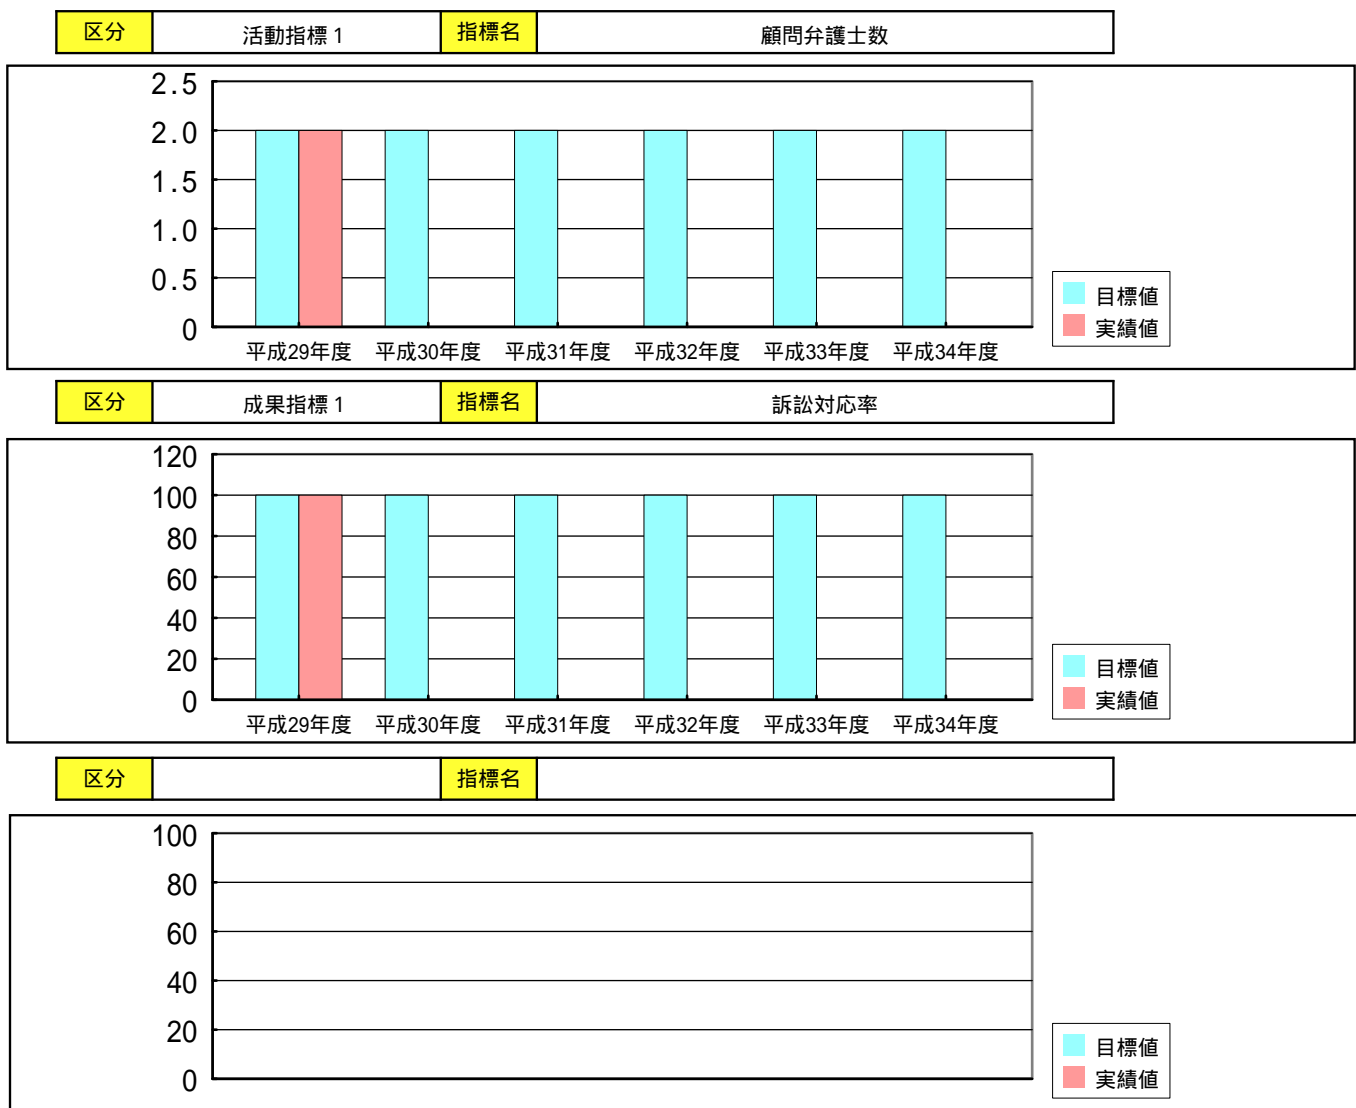 区分 活動指標１ 指標名 顧問弁護士数
2.5
2.0
1.5
1.0
0.5
0
平成29年度 平成30年度 平成31年度 平成32年度 平成33年度 平成34年度
目標値
実績値
区分 成果指標１ 指標名 訴訟対応率
120
100
80
60
40
20
0
平成29年度 平成30年度 平成31年度 平成32年度 平成33年度 平成34年度
目標値
実績値
区分 指標名
100
80
60
40
20
0
目標値
実績値